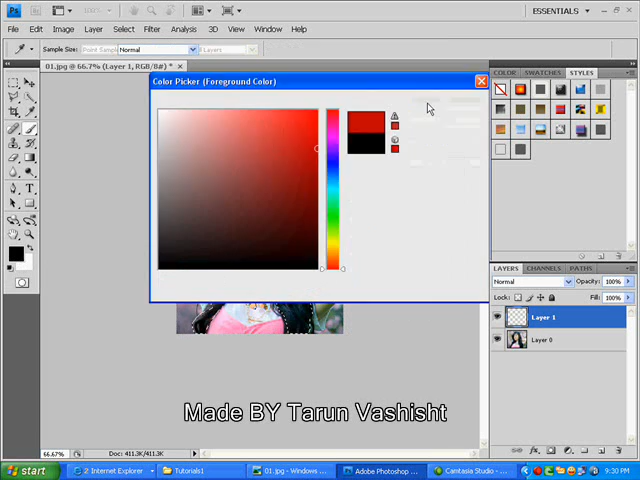 Ps
100%
ESSENTIALS
File Edit Image Layer Select Filter Analysis 3D View Window Help
Sample Size: Point Sample Normal Layers
01.jpg @ 66.7% (Layer 1, RGB/8#) *
Color Picker (Foreground Color)
COLOR SWATCHES STYLES
LAYERS CHANNELS PATHS
Normal Opacity: 100%
Lock: Fill: 100%
Layer 1
Layer 0
Made BY Tarun Vashisht
66.67% Doc: 411.3K/411.3K
start 2 Internet Explorer Tutorials1 01.jpg - Windows ... Adobe Photoshop ... Camtasia Studio - ... 9:30 PM